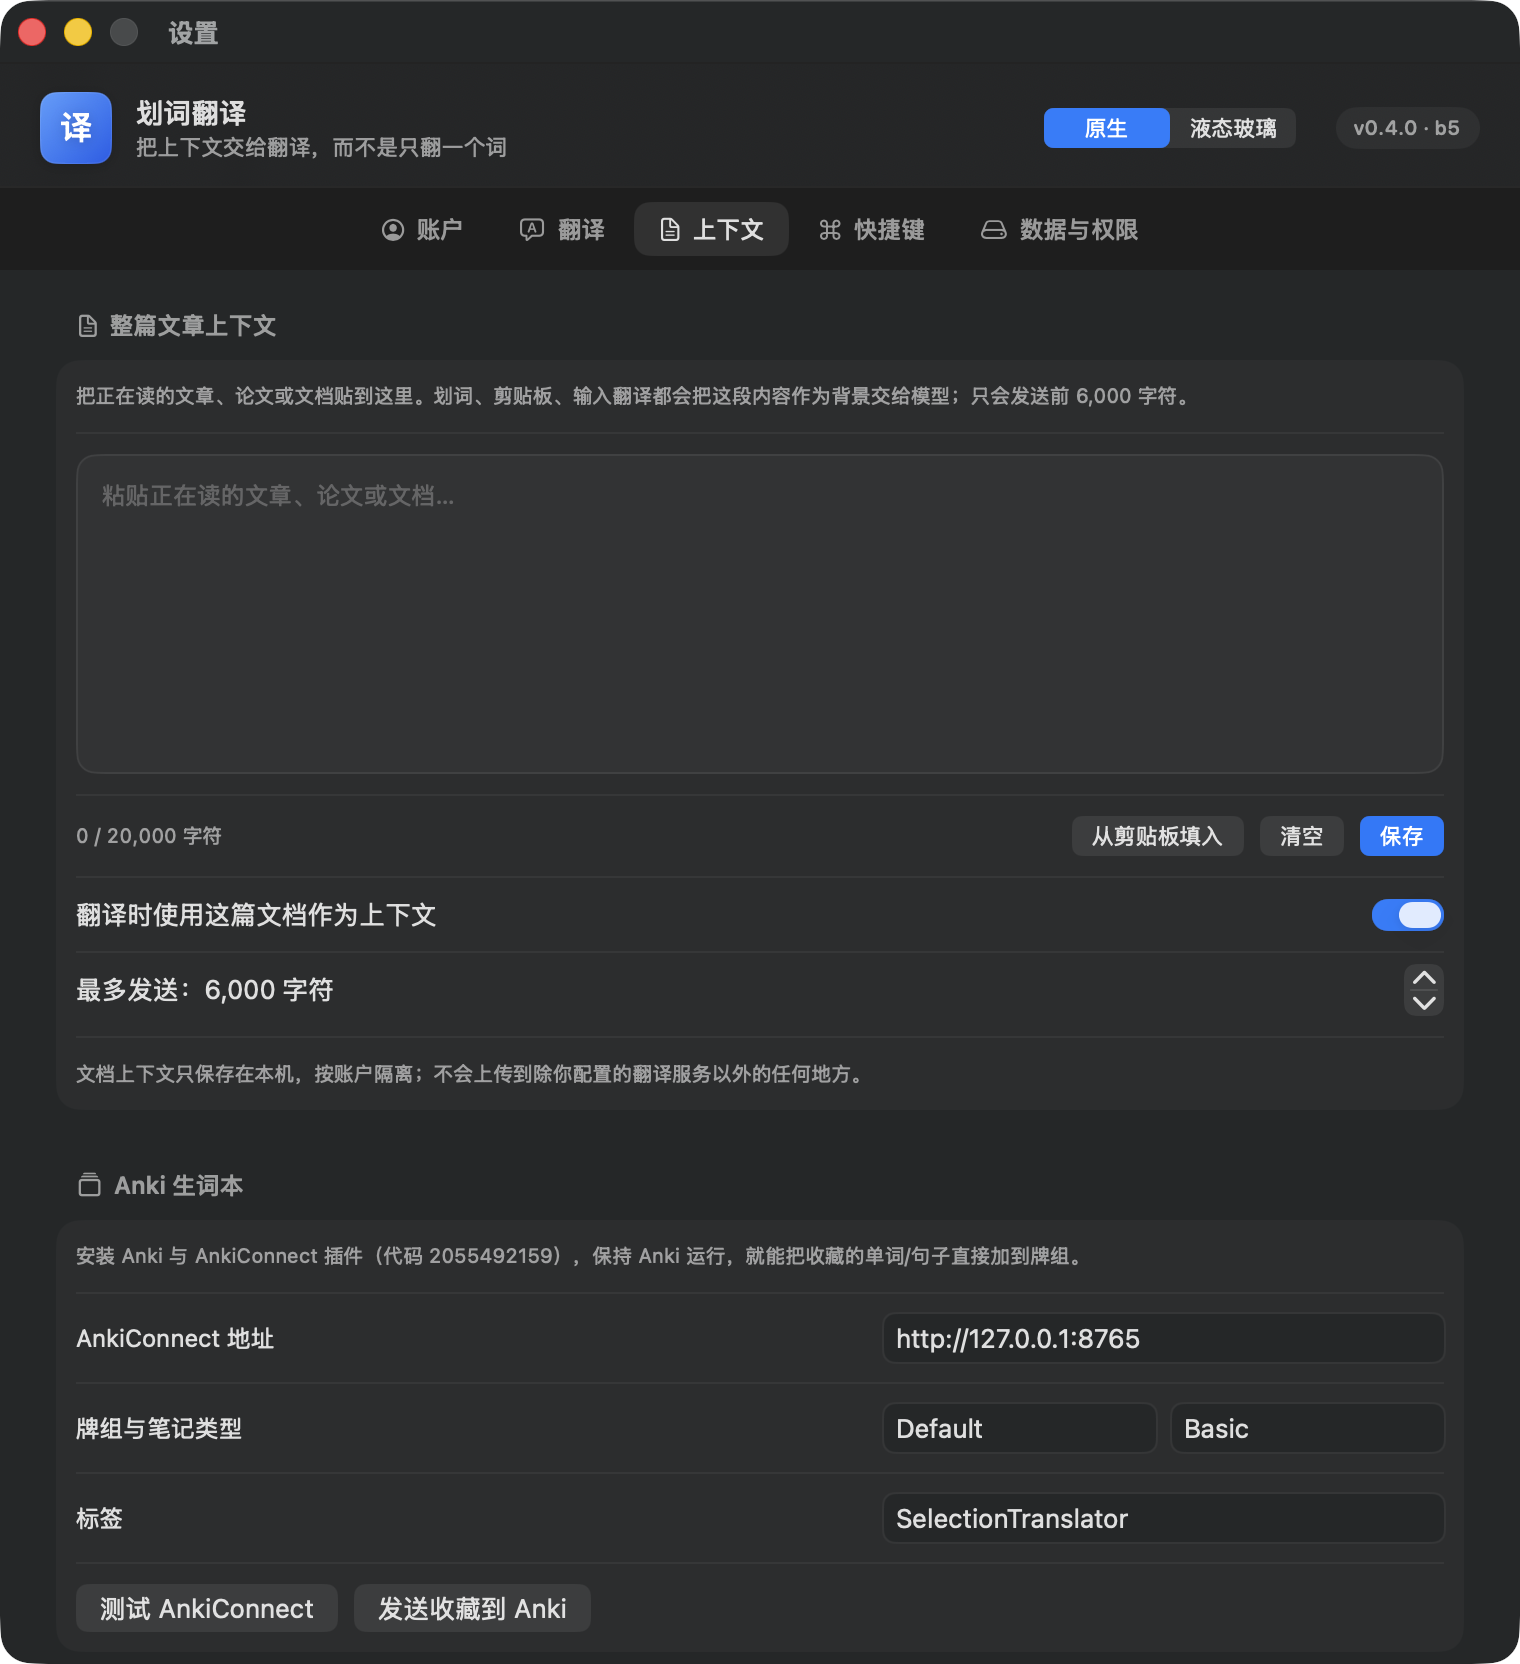 设置
译
划词翻译
把上下文交给翻译，而不是只翻一个词
原生 液态玻璃 v0.4.0 · b5
账户 翻译 上下文 快捷键 数据与权限
整篇文章上下文
把正在读的文章、论文或文档贴到这里。划词、剪贴板、输入翻译都会把这段内容作为背景交给模型；只会发送前 6,000 字符。
粘贴正在读的文章、论文或文档...
0 / 20,000 字符 从剪贴板填入 清空 保存
翻译时使用这篇文档作为上下文
最多发送：6,000 字符
文档上下文只保存在本机，按账户隔离；不会上传到除你配置的翻译服务以外的任何地方。
Anki 生词本
安装 Anki 与 AnkiConnect 插件（代码 2055492159），保持 Anki 运行，就能把收藏的单词/句子直接加到牌组。
AnkiConnect 地址 http://127.0.0.1:8765
牌组与笔记类型 Default Basic
标签 SelectionTranslator
测试 AnkiConnect 发送收藏到 Anki